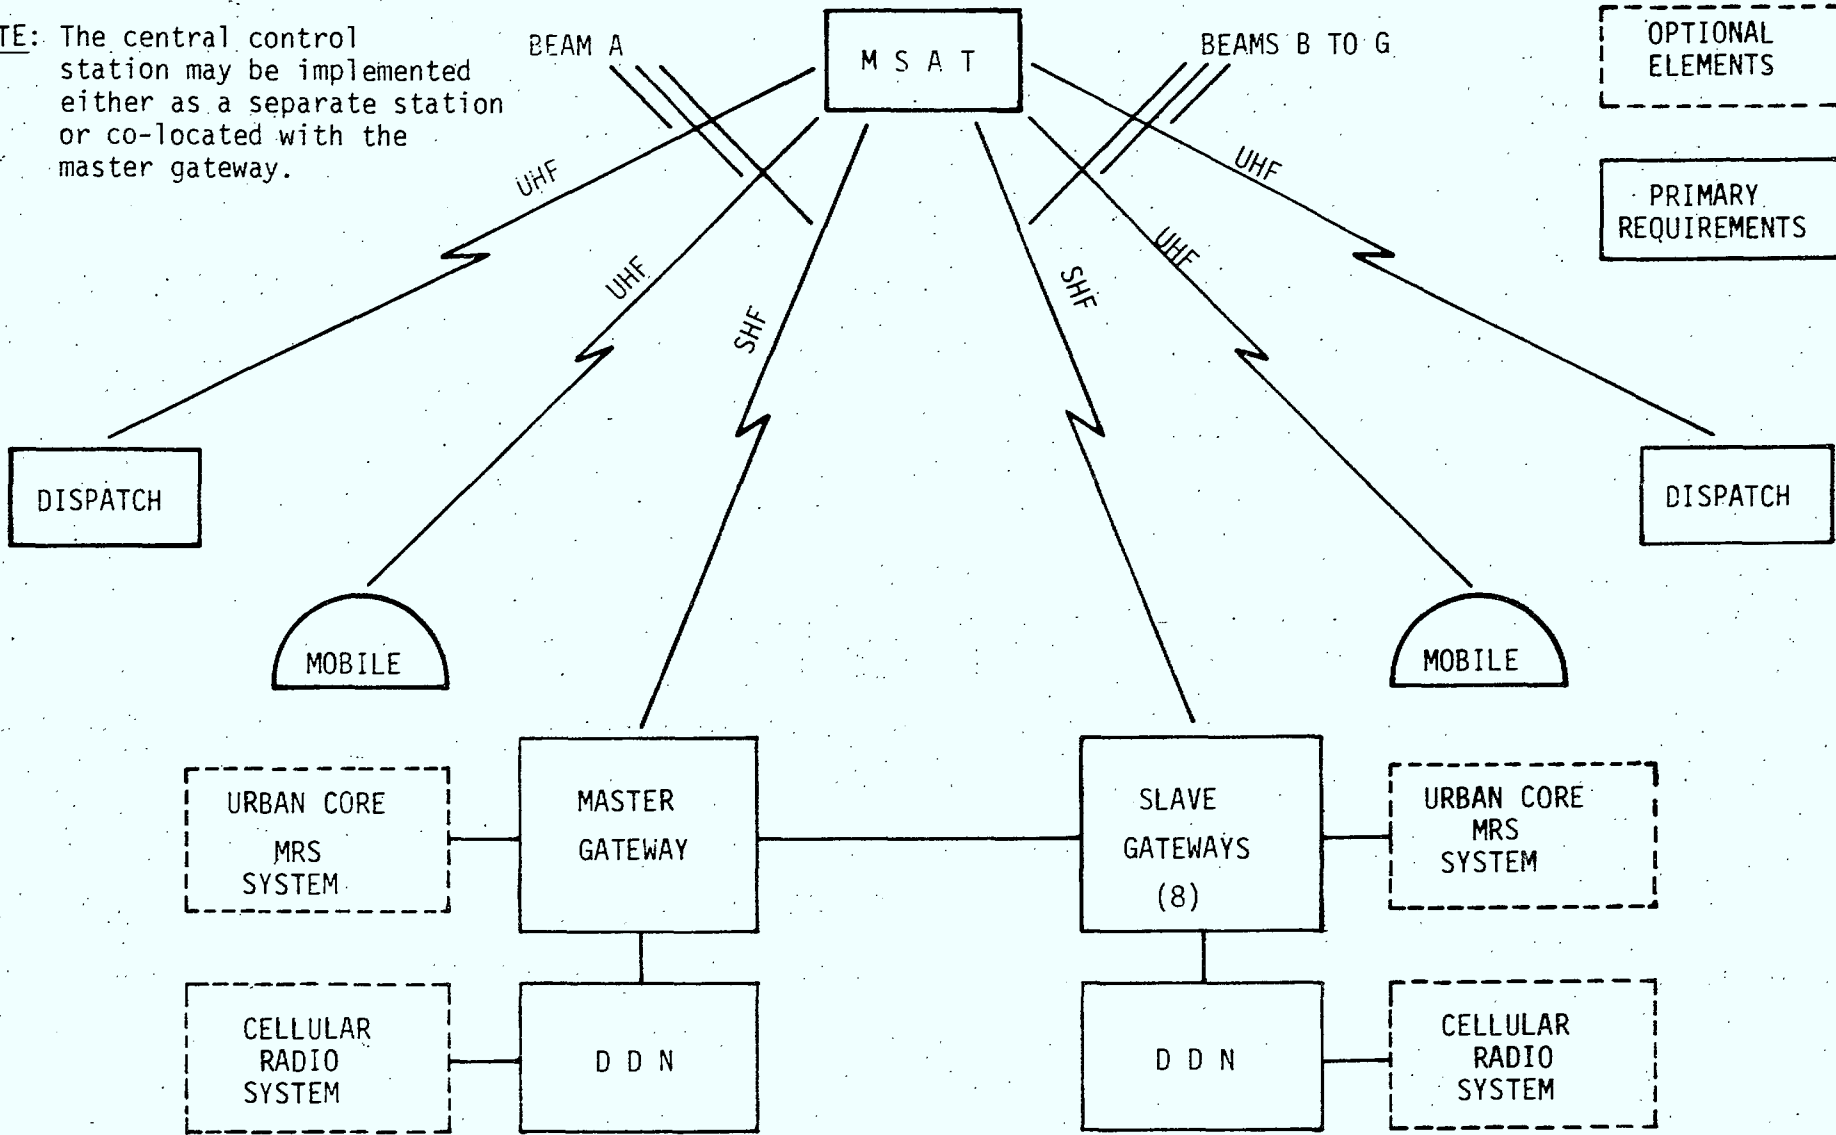 TE: The central control
station may be implemented
either as a separate station
or co-located with the
master gateway.
BEAM A
M S A T
BEAMS B TO G
OPTIONAL
ELEMENTS
PRIMARY
REQUIREMENTS
UHF
UHF
SHF
SHF
UHF
UHF
DISPATCH
DISPATCH
MOBILE
MOBILE
URBAN CORE
MRS
SYSTEM
MASTER
GATEWAY
SLAVE
GATEWAYS
(8)
URBAN CORE
MRS
SYSTEM
CELLULAR
RADIO
SYSTEM
D D N
D D N
CELLULAR
RADIO
SYSTEM